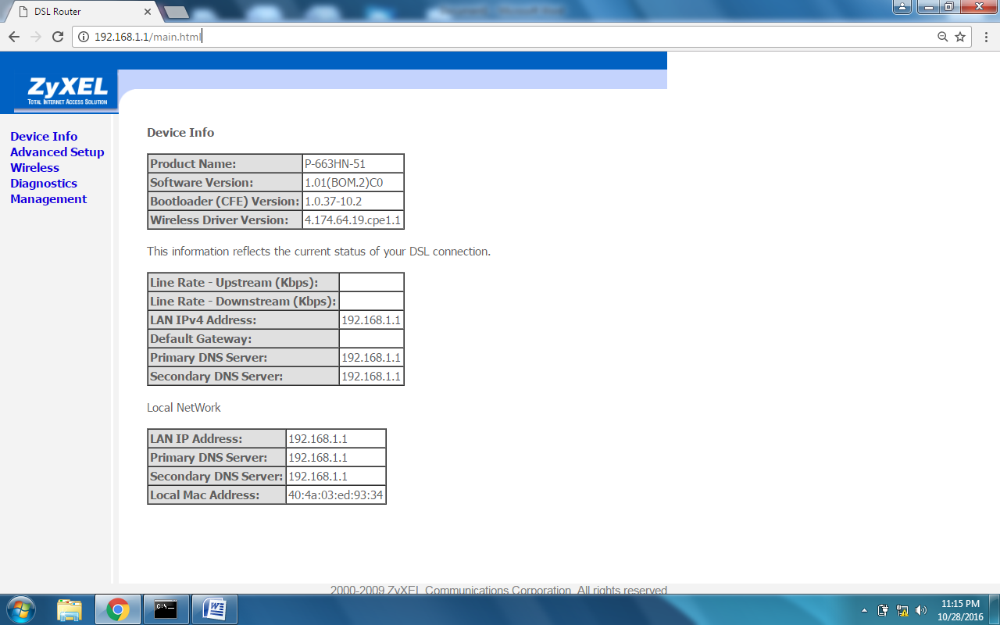 DSL Router
192.168.1.1/main.html
ZyXEL
TOTAL INTERNET ACCESS SOLUTION
Device Info
Advanced Setup
Wireless
Diagnostics
Management
Device Info
Product Name: P-663HN-51
Software Version: 1.01(BOM.2)C0
Bootloader (CFE) Version: 1.0.37-10.2
Wireless Driver Version: 4.174.64.19.cpe1.1
This information reflects the current status of your DSL connection.
Line Rate - Upstream (Kbps):
Line Rate - Downstream (Kbps):
LAN IPv4 Address: 192.168.1.1
Default Gateway:
Primary DNS Server: 192.168.1.1
Secondary DNS Server: 192.168.1.1
Local NetWork
LAN IP Address: 192.168.1.1
Primary DNS Server: 192.168.1.1
Secondary DNS Server: 192.168.1.1
Local Mac Address: 40:4a:03:ed:93:34
2000-2009 ZyXEL Communications Corporation. All rights reserved
11:15 PM
10/28/2016